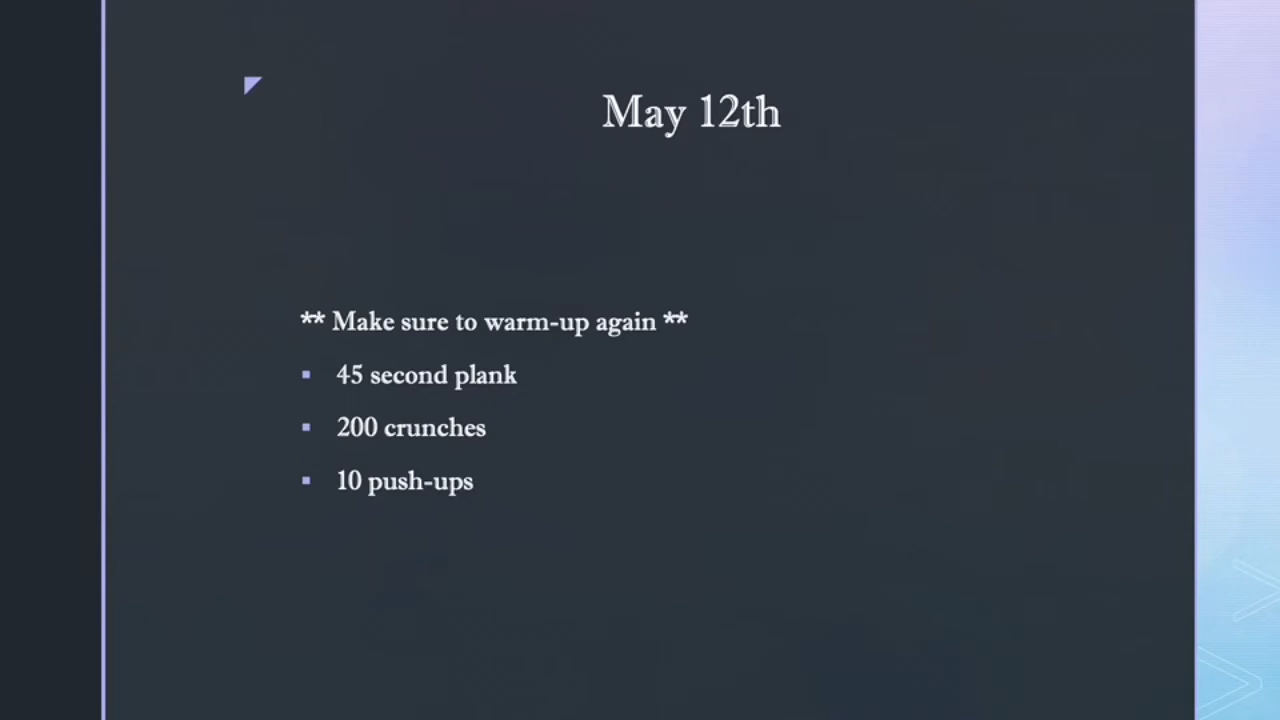 May 12th
** Make sure to warm-up again **
45 second plank
200 crunches
10 push-ups